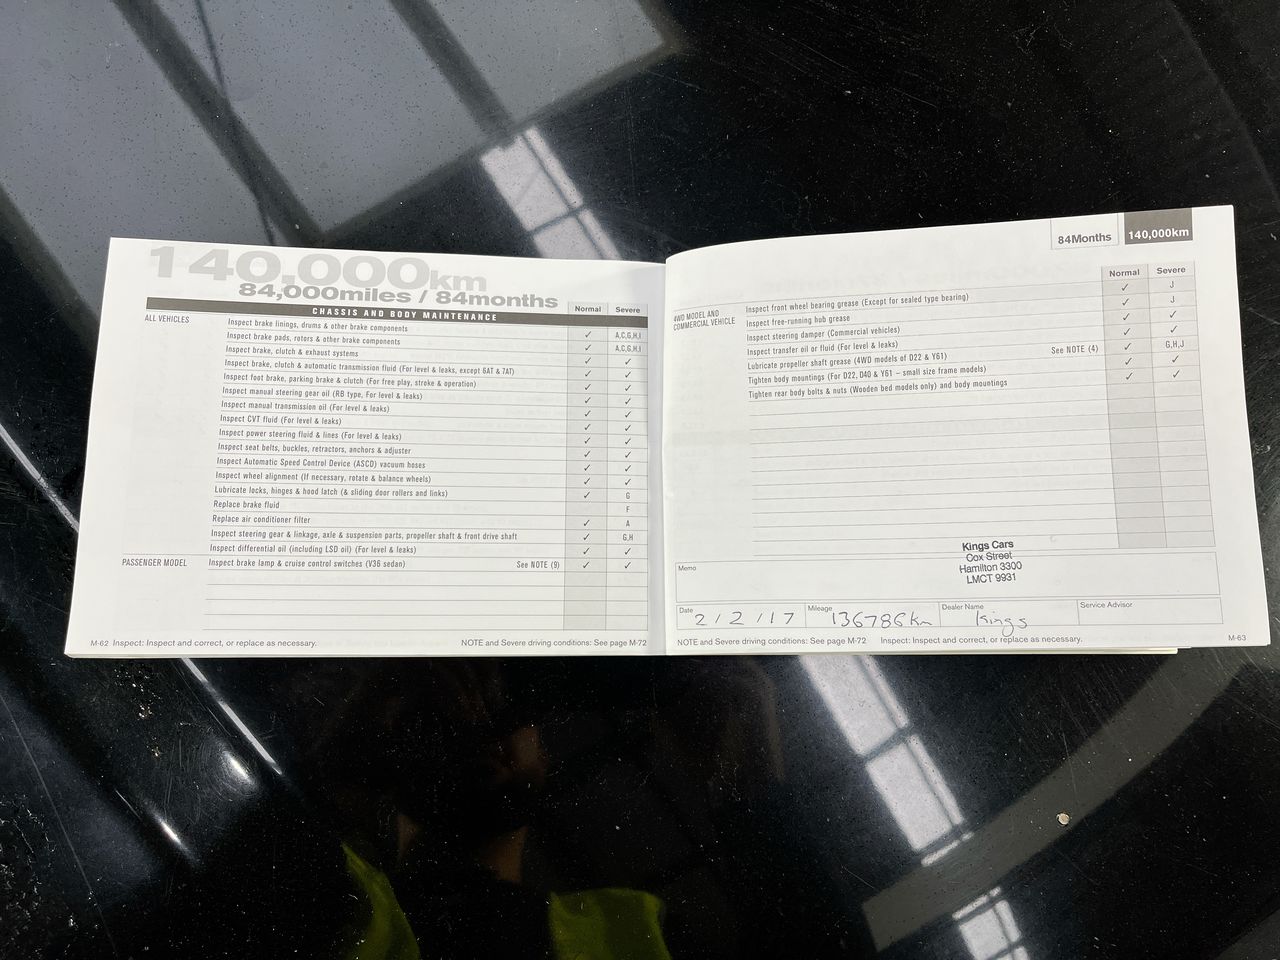 140,000km
84,000miles / 84months
CHASSIS AND BODY MAINTENANCE Normal Severe
ALL VEHICLES
Inspect brake linings, drums & other brake components ✓ A,C,G,H,I
Inspect brake pads, rotors & other brake components ✓ A,C,G,H,I
Inspect brake, clutch & exhaust systems ✓ ✓
Inspect brake, clutch & automatic transmission fluid (For level & leaks, except 6AT & 7AT) ✓ ✓
Inspect foot brake, parking brake & clutch (For free play, stroke & operation) ✓ ✓
Inspect manual steering gear oil (RB type, For level & leaks) ✓ ✓
Inspect manual transmission oil (For level & leaks) ✓ ✓
Inspect CVT fluid (For level & leaks) ✓ ✓
Inspect power steering fluid & lines (For level & leaks) ✓ ✓
Inspect seat belts, buckles, retractors, anchors & adjuster ✓ ✓
Inspect Automatic Speed Control Device (ASCD) vacuum hoses ✓ ✓
Inspect wheel alignment (If necessary, rotate & balance wheels) ✓ ✓
Lubricate locks, hinges & hood latch (& sliding door rollers and links) ✓ G
Replace brake fluid F
Replace air conditioner filter ✓ A
Inspect steering gear & linkage, axle & suspension parts, propeller shaft & front drive shaft ✓ G,H
Inspect differential oil (including LSD oil) (For level & leaks) ✓ ✓
PASSENGER MODEL Inspect brake lamp & cruise control switches (V36 sedan) See NOTE (9) ✓ ✓
M-62 Inspect: Inspect and correct, or replace as necessary. NOTE and Severe driving conditions: See page M-72
84Months 140,000km
Normal Severe
4WD MODEL AND COMMERCIAL VEHICLE
Inspect front wheel bearing grease (Except for sealed type bearing) ✓ J
Inspect free-running hub grease ✓ J
Inspect steering damper (Commercial vehicles) ✓ ✓
Inspect transfer oil or fluid (For level & leaks) ✓ ✓
Lubricate propeller shaft grease (4WD models of D22 & Y61) See NOTE (4) ✓ G,H,J
Tighten body mountings (For D22, D40 & Y61 – small size frame models) ✓ ✓
Tighten rear body bolts & nuts (Wooden bed models only) and body mountings ✓ ✓
Kings Cars
Cox Street
Hamilton 3300
LMCT 9931
Memo
Date 2/2/17 Mileage 136786km Dealer Name Kings Service Advisor
NOTE and Severe driving conditions: See page M-72 Inspect: Inspect and correct, or replace as necessary. M-63